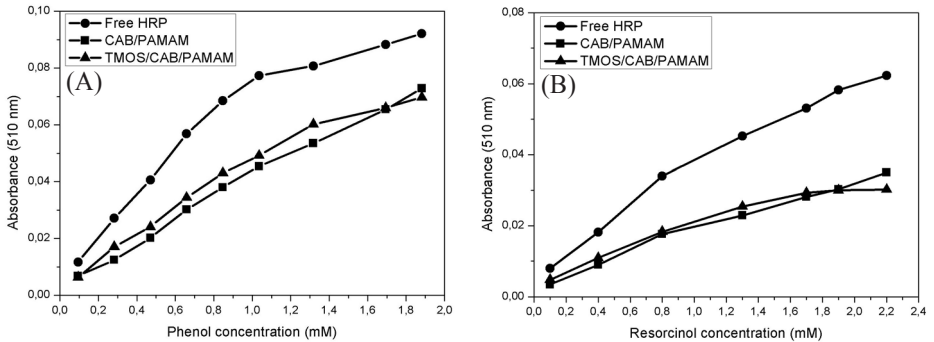 (A)
Free HRP
CAB/PAMAM
TMOS/CAB/PAMAM
Absorbance (510 nm)
0,10
0,08
0,06
0,04
0,02
0,00
0,0 0,2 0,4 0,6 0,8 1,0 1,2 1,4 1,6 1,8 2,0
Phenol concentration (mM)
(B)
Free HRP
CAB/PAMAM
TMOS/CAB/PAMAM
Absorbance (510 nm)
0,08
0,06
0,04
0,02
0,00
0,0 0,2 0,4 0,6 0,8 1,0 1,2 1,4 1,6 1,8 2,0 2,2
Resorcinol concentration (mM)